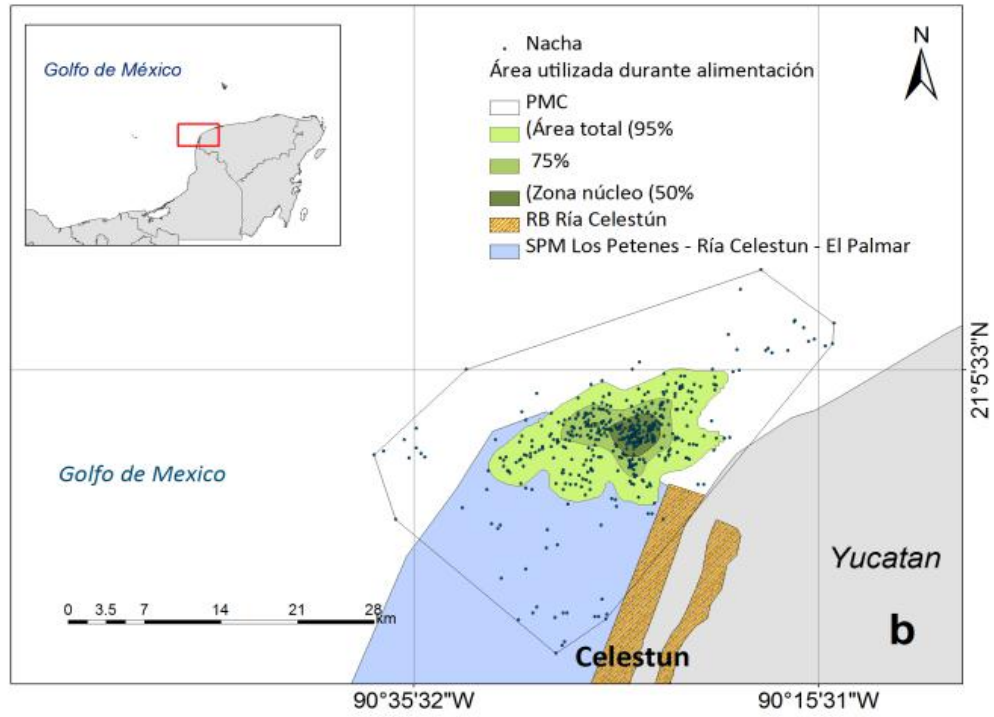 Golfo de México
N
Nacha
Área utilizada durante alimentación
PMC
(Área total (95%
75%
(Zona núcleo (50%
RB Ría Celestún
SPM Los Petenes - Ría Celestun - El Palmar
21°5'33"N
Golfo de Mexico
Yucatan
0 3.5 7 14 21 28
km
b
Celestun
90°35'32"W 90°15'31"W